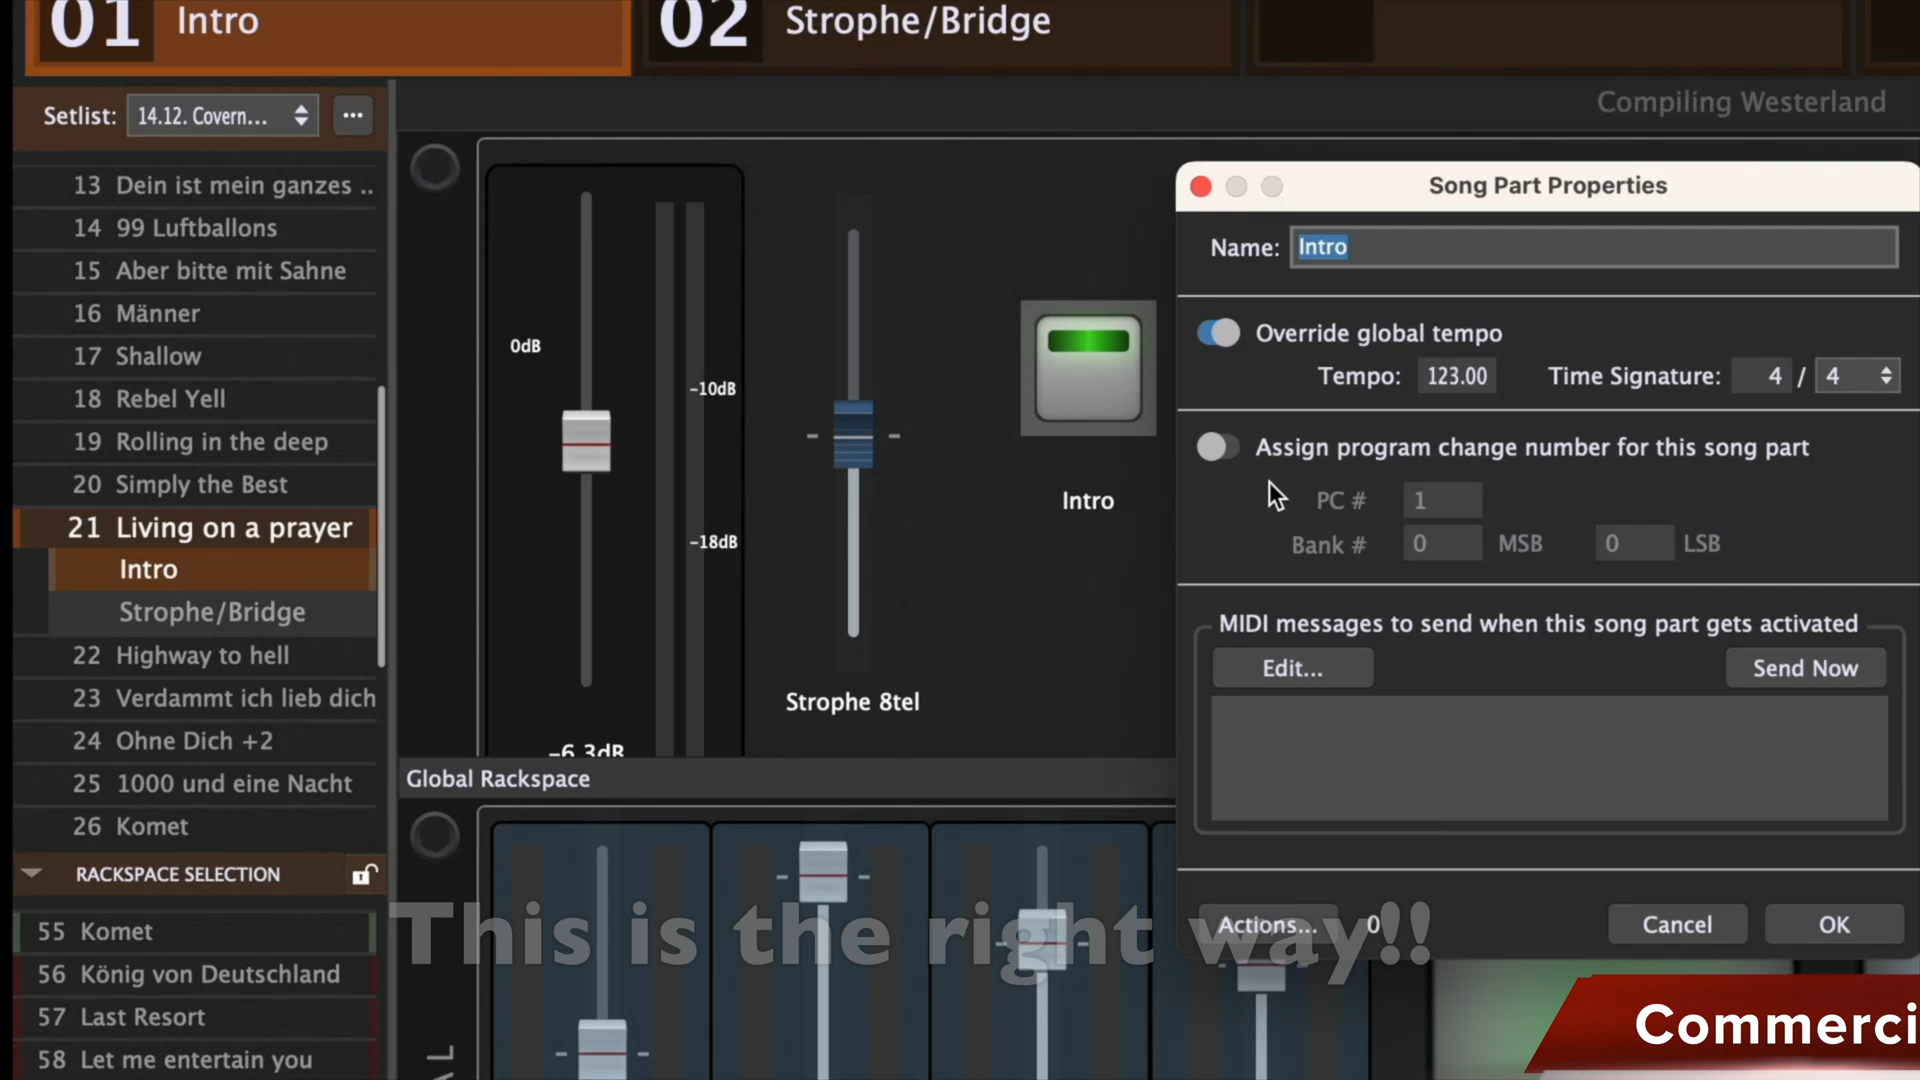 01 Intro
02 Strophe/Bridge
Setlist: 14.12. Covern... ...
Compiling Westerland
13 Dein ist mein ganzes ..
14 99 Luftballons
15 Aber bitte mit Sahne
16 Männer
17 Shallow
18 Rebel Yell
19 Rolling in the deep
20 Simply the Best
21 Living on a prayer
Intro
Strophe/Bridge
22 Highway to hell
23 Verdammt ich lieb dich
24 Ohne Dich +2
25 1000 und eine Nacht
26 Komet
RACKSPACE SELECTION
55 Komet
56 König von Deutschland
57 Last Resort
58 Let me entertain you
0dB
-10dB
-18dB
-6.3dB
Strophe 8tel
Intro
Global Rackspace
Song Part Properties
Name: Intro
Override global tempo
Tempo: 123.00 Time Signature: 4 / 4
Assign program change number for this song part
PC # 1
Bank # 0 MSB 0 LSB
MIDI messages to send when this song part gets activated
Edit... Send Now
Actions... 0 Cancel OK
This is the right way!!
Commerci